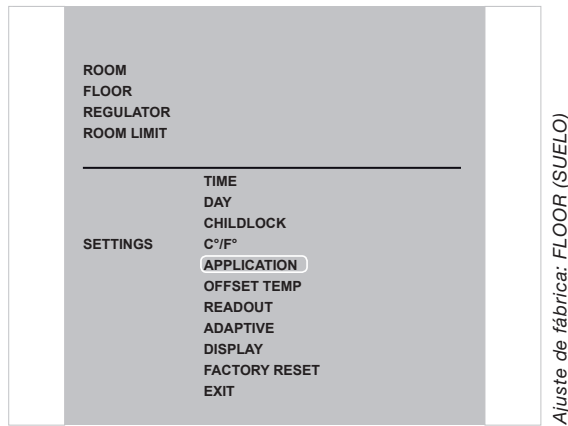 ROOM
FLOOR
REGULATOR
ROOM LIMIT
TIME
DAY
CHILDLOCK
SETTINGS C°/F°
APPLICATION
OFFSET TEMP
READOUT
ADAPTIVE
DISPLAY
FACTORY RESET
EXIT
Ajuste de fábrica: FLOOR (SUELO)